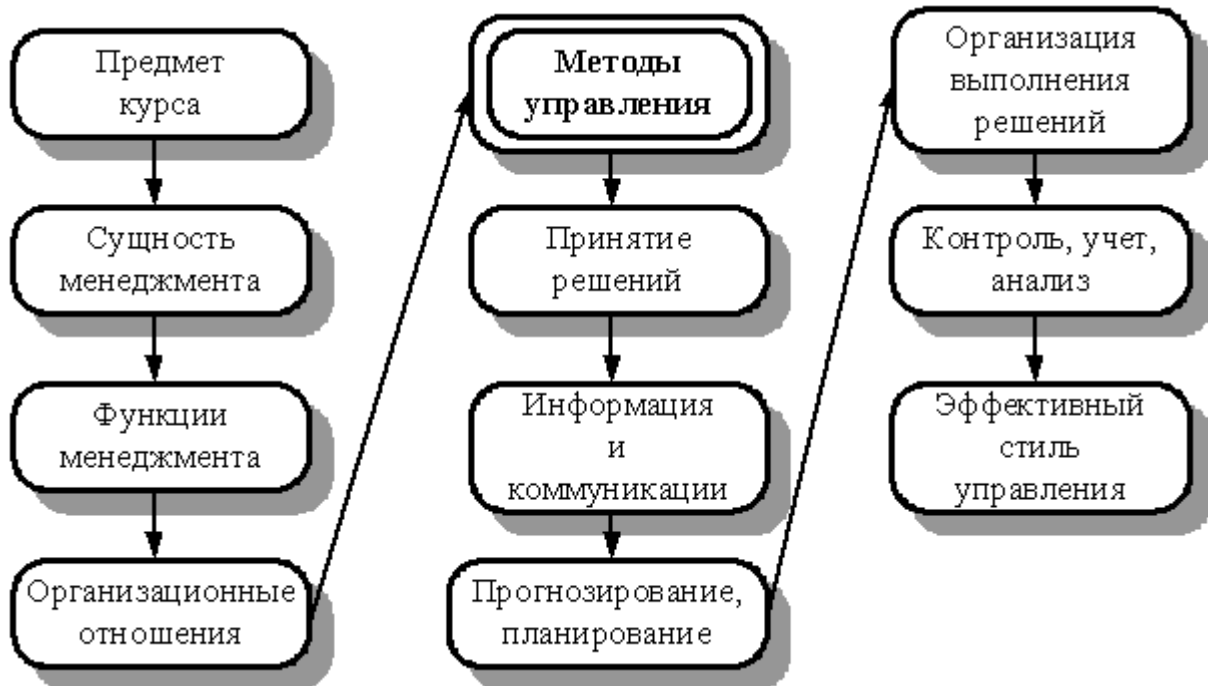 Предмет
курса
Сущность
менеджмента
Функции
менеджмента
Организационные
отношения
Методы
управления
Принятие
решений
Информация
и
коммуникации
Прогнозирование,
планирование
Организация
выполнения
решений
Контроль, учет,
анализ
Эффективный
стиль
управления